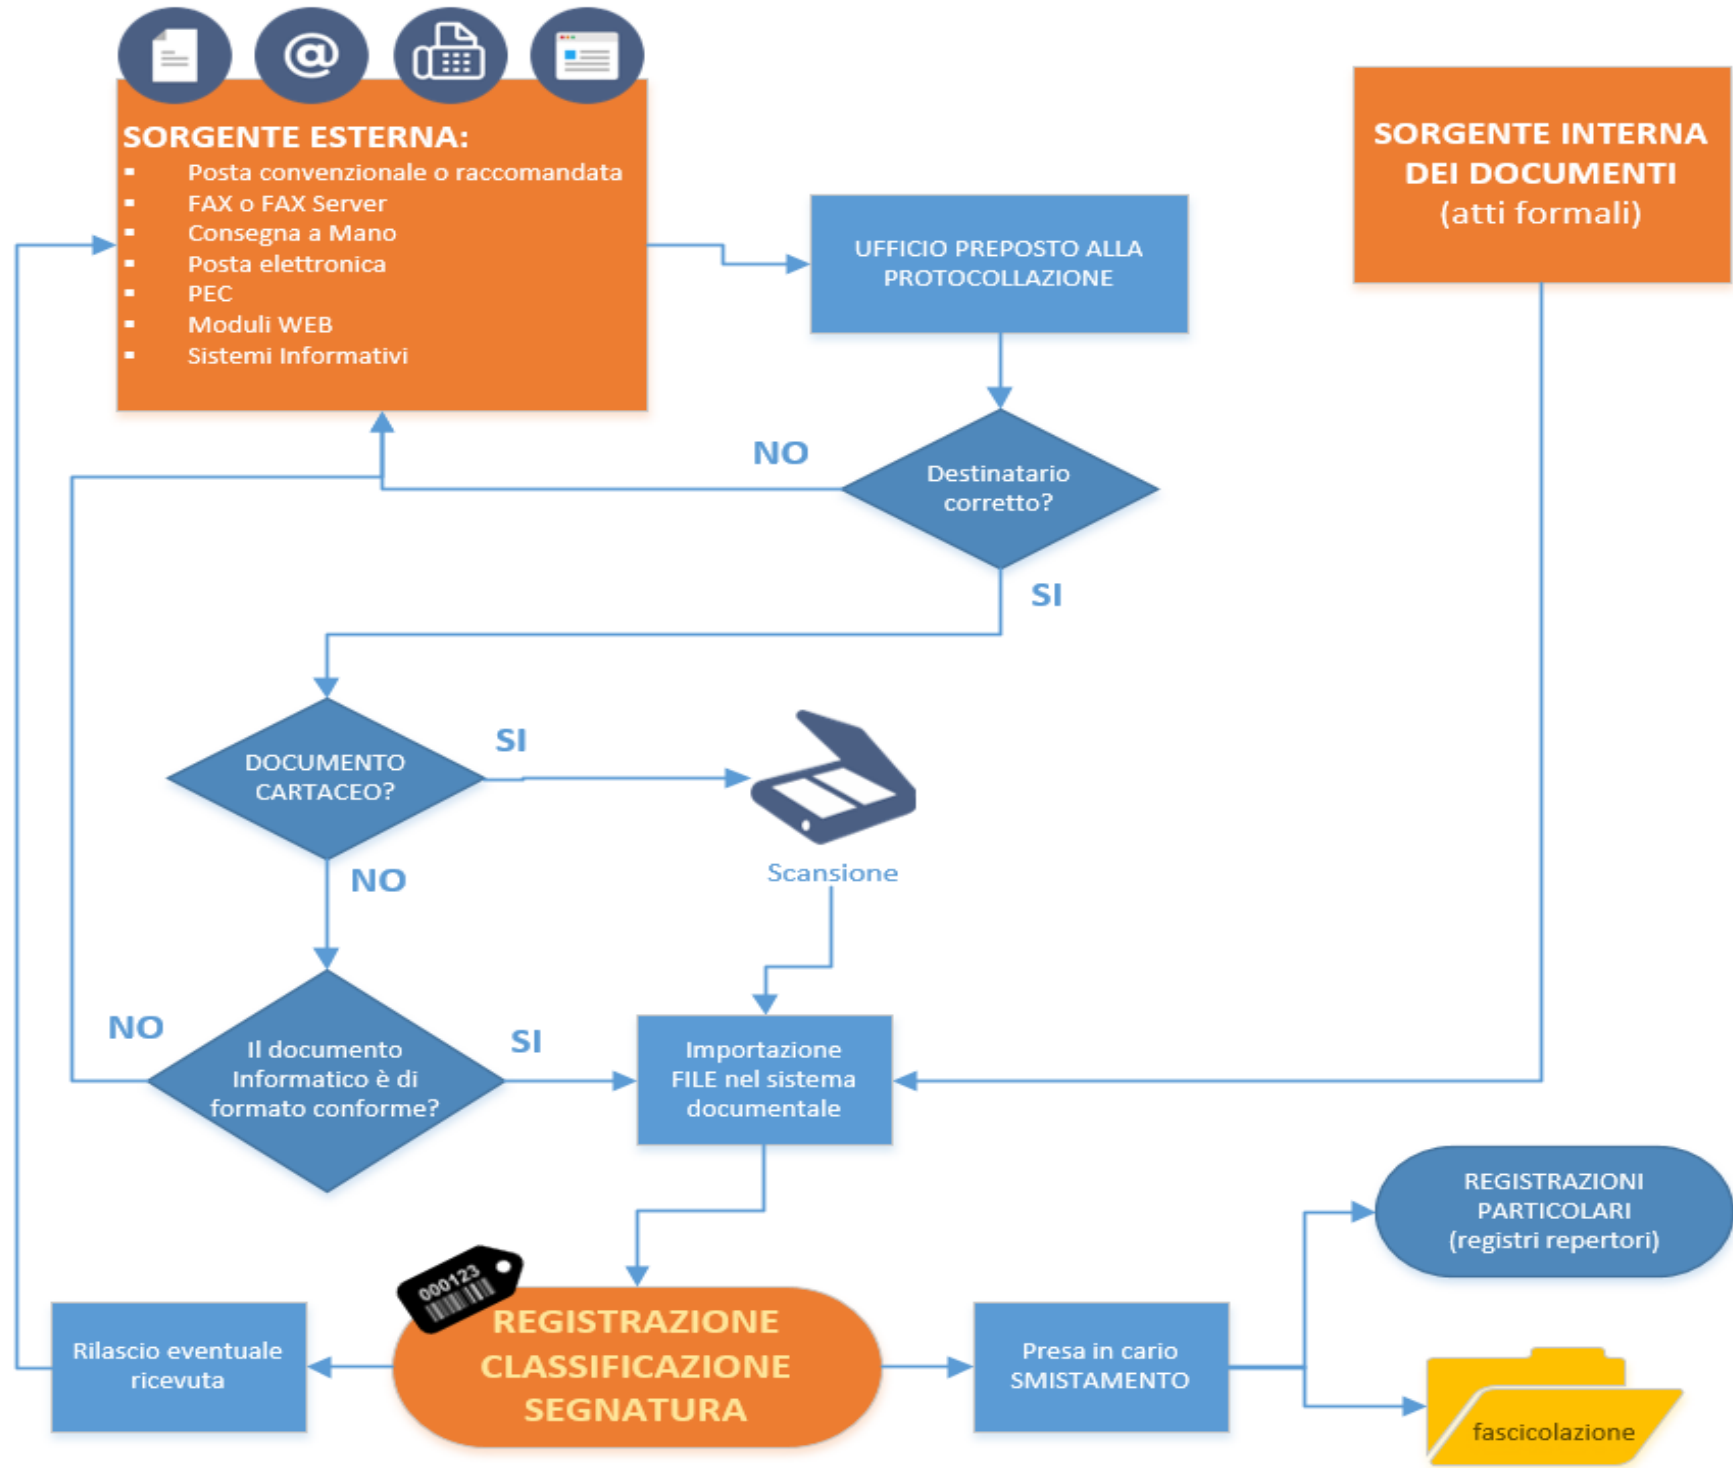 SORGENTE ESTERNA:
▪ Posta convenzionale o raccomandata
▪ FAX o FAX Server
▪ Consegna a Mano
▪ Posta elettronica
▪ PEC
▪ Moduli WEB
▪ Sistemi Informativi
SORGENTE INTERNA
DEI DOCUMENTI
(atti formali)
UFFICIO PREPOSTO ALLA
PROTOCOLLAZIONE
NO
Destinatario
corretto?
SI
DOCUMENTO
CARTACEO?
SI
Scansione
NO
NO
Il documento
Informatico è di
formato conforme?
SI
Importazione
FILE nel sistema
documentale
REGISTRAZIONI
PARTICOLARI
(registri repertori)
000123
REGISTRAZIONE
CLASSIFICAZIONE
SEGNATURA
Rilascio eventuale
ricevuta
Presa in cario
SMISTAMENTO
fascicolazione